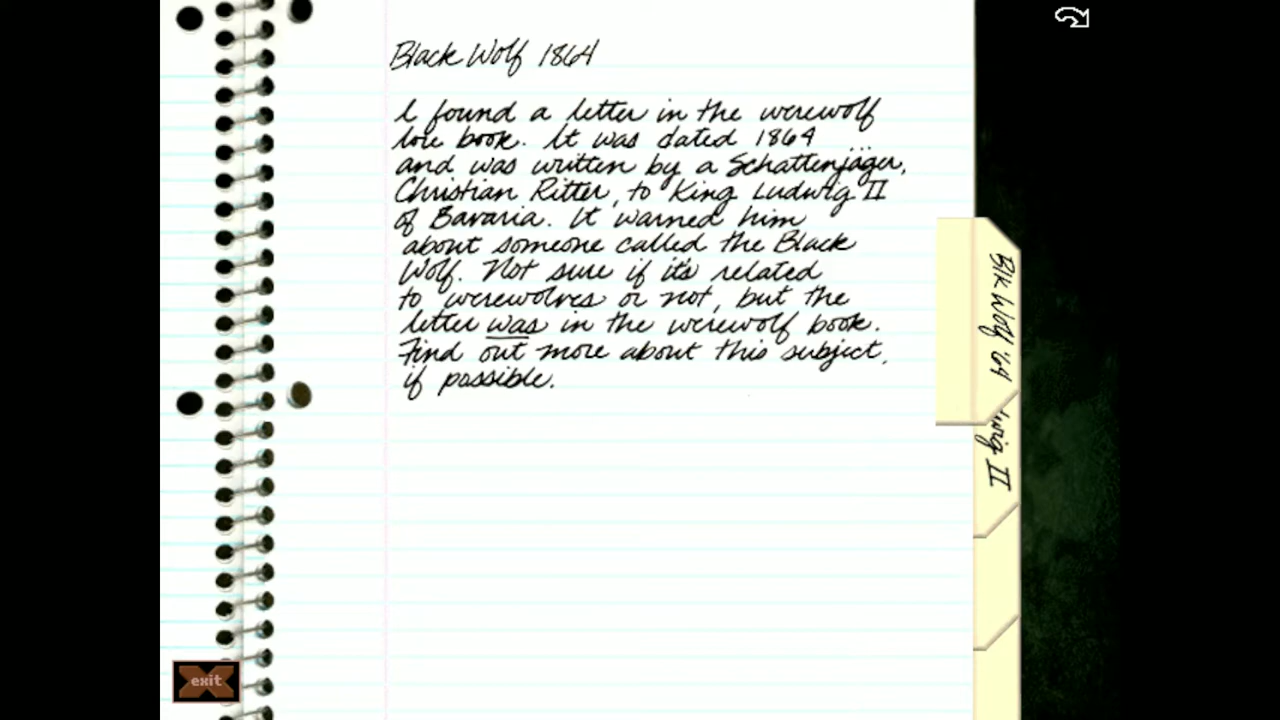 Black Wolf 1864
I found a letter in the werewolf
lore book. It was dated 1864
and was written by a Schattenjäger,
Christian Ritter, to King Ludwig II
of Bavaria. It warned him
about someone called the Black
Wolf. Not sure if it's related
to werewolves or not, but the
letter was in the werewolf book.
Find out more about this subject,
if possible.
Blk Wolf '64
wig II
exit